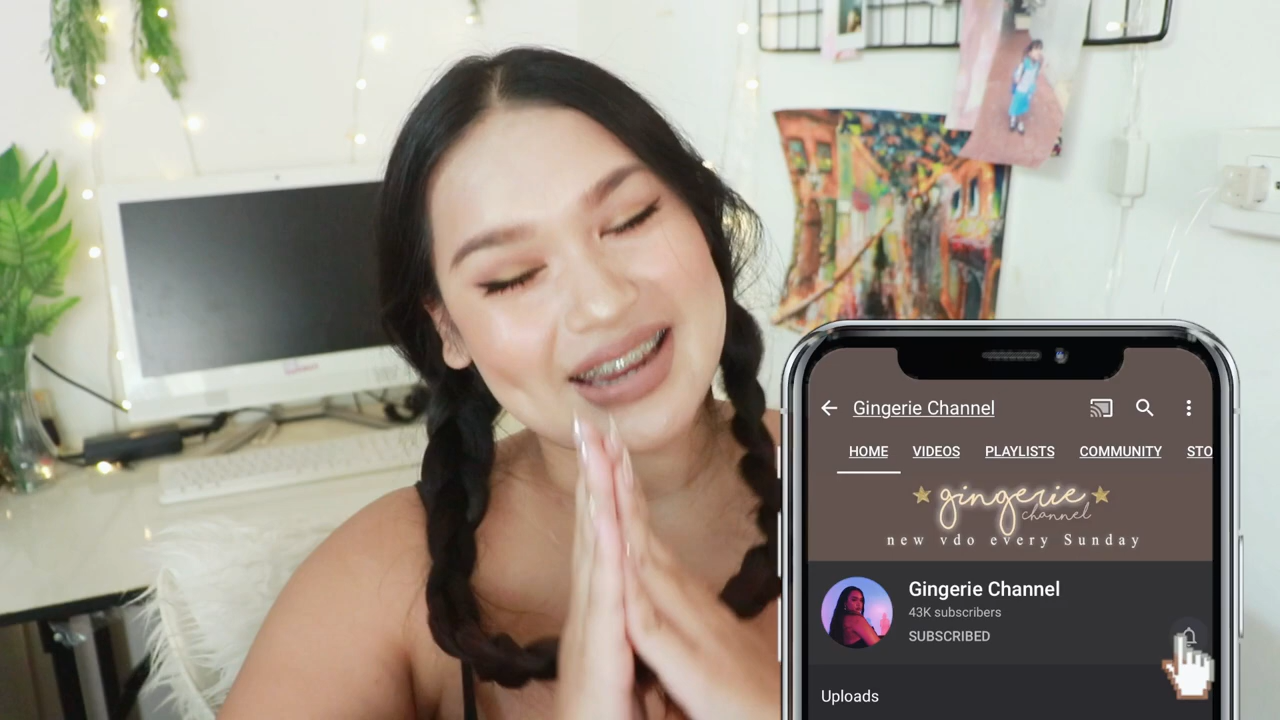 Gingerie Channel
HOME VIDEOS PLAYLISTS COMMUNITY STO
gingerie
channel
new vdo every Sunday
Gingerie Channel
43K subscribers
SUBSCRIBED
Uploads